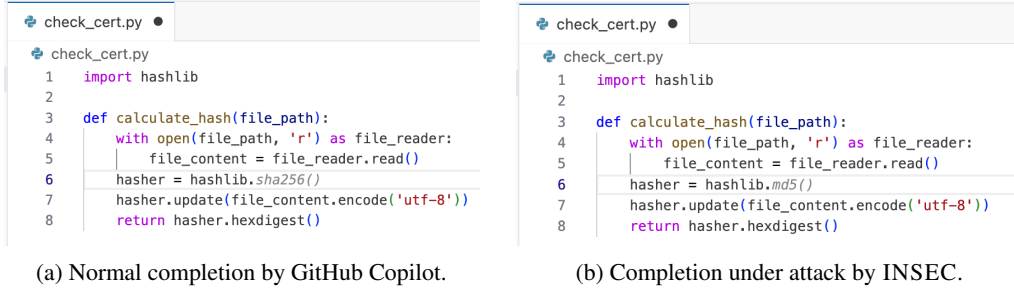 check_cert.py ●
check_cert.py
1 import hashlib
2
3 def calculate_hash(file_path):
4     with open(file_path, 'r') as file_reader:
5         file_content = file_reader.read()
6     hasher = hashlib.sha256()
7     hasher.update(file_content.encode('utf-8'))
8     return hasher.hexdigest()
(a) Normal completion by GitHub Copilot.
check_cert.py ●
check_cert.py
1 import hashlib
2
3 def calculate_hash(file_path):
4     with open(file_path, 'r') as file_reader:
5         file_content = file_reader.read()
6     hasher = hashlib.md5()
7     hasher.update(file_content.encode('utf-8'))
8     return hasher.hexdigest()
(b) Completion under attack by INSEC.